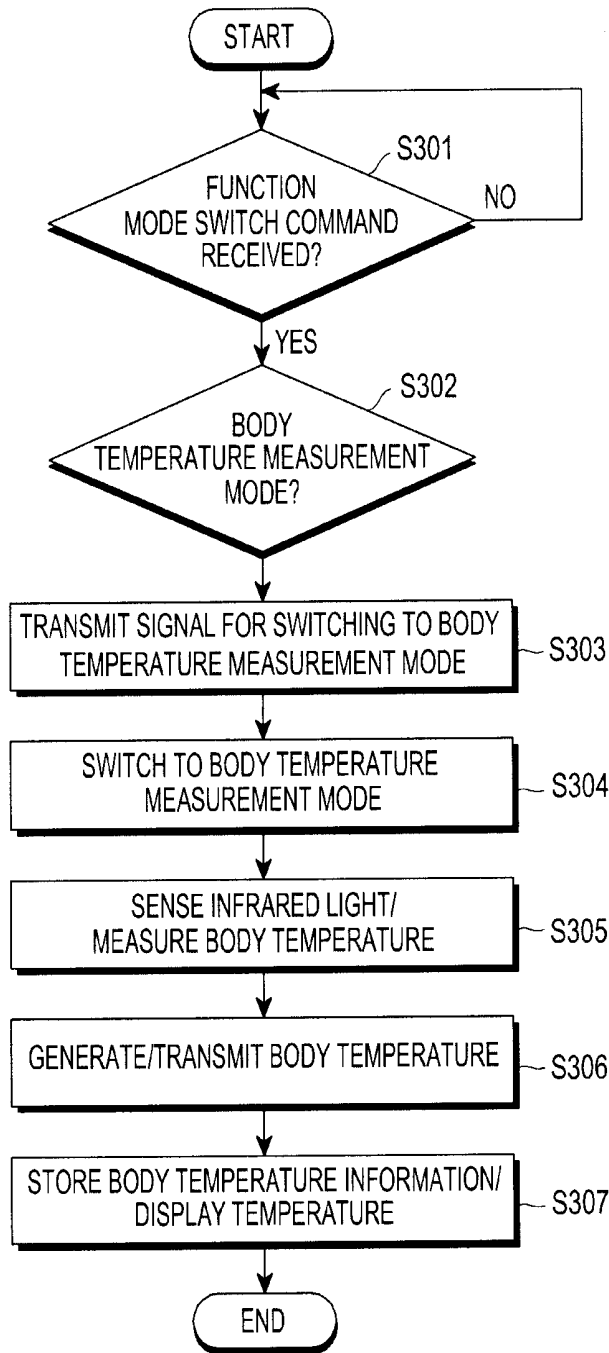 START
S301
FUNCTION
MODE SWITCH COMMAND
RECEIVED?
NO
YES
S302
BODY
TEMPERATURE MEASUREMENT
MODE?
TRANSMIT SIGNAL FOR SWITCHING TO BODY
TEMPERATURE MEASUREMENT MODE
S303
SWITCH TO BODY TEMPERATURE
MEASUREMENT MODE
S304
SENSE INFRARED LIGHT/
MEASURE BODY TEMPERATURE
S305
GENERATE/TRANSMIT BODY TEMPERATURE
S306
STORE BODY TEMPERATURE INFORMATION/
DISPLAY TEMPERATURE
S307
END